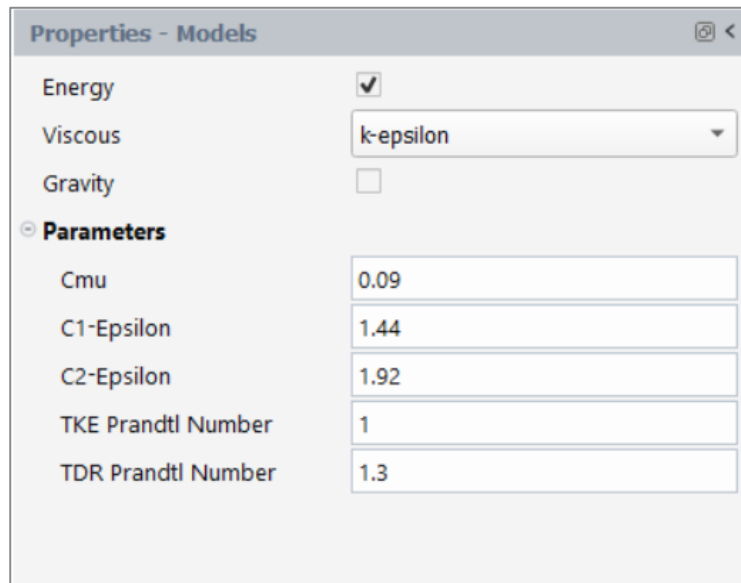 Properties - Models
Energy
Viscous k-epsilon
Gravity
Parameters
Cmu 0.09
C1-Epsilon 1.44
C2-Epsilon 1.92
TKE Prandtl Number 1
TDR Prandtl Number 1.3